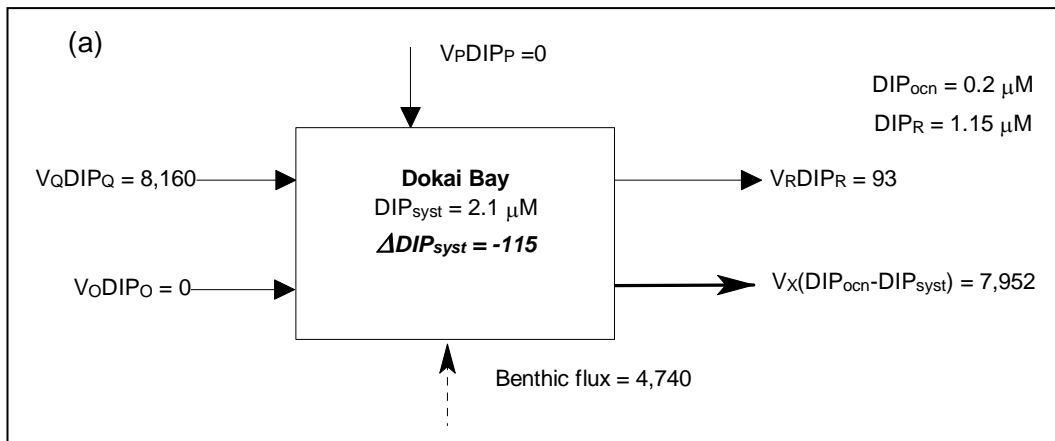 (a)
VPDIPP =0
DIPocn = 0.2 μM
DIPR = 1.15 μM
VQDIPQ = 8,160
Dokai Bay
DIPsyst = 2.1 μM
ΔDIPsyst = -115
VRDIPR = 93
VODIPO = 0
VX(DIPocn-DIPsyst) = 7,952
Benthic flux = 4,740